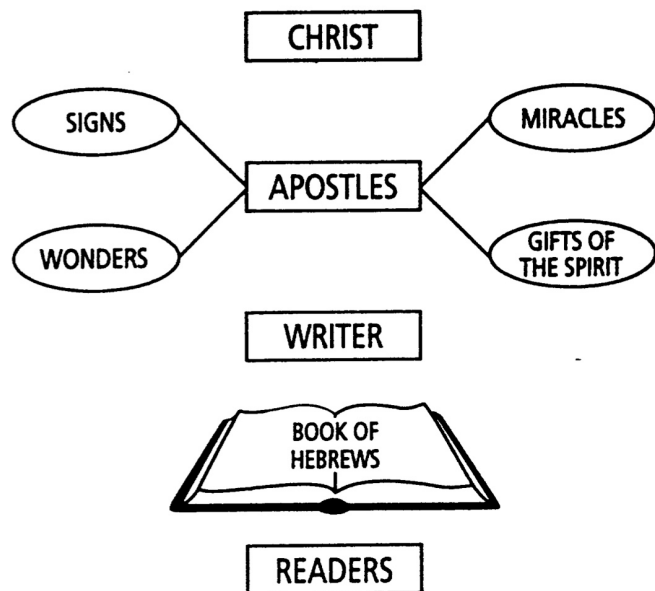 CHRIST
SIGNS
MIRACLES
APOSTLES
WONDERS
GIFTS OF
THE SPIRIT
WRITER
BOOK OF
HEBREWS
READERS